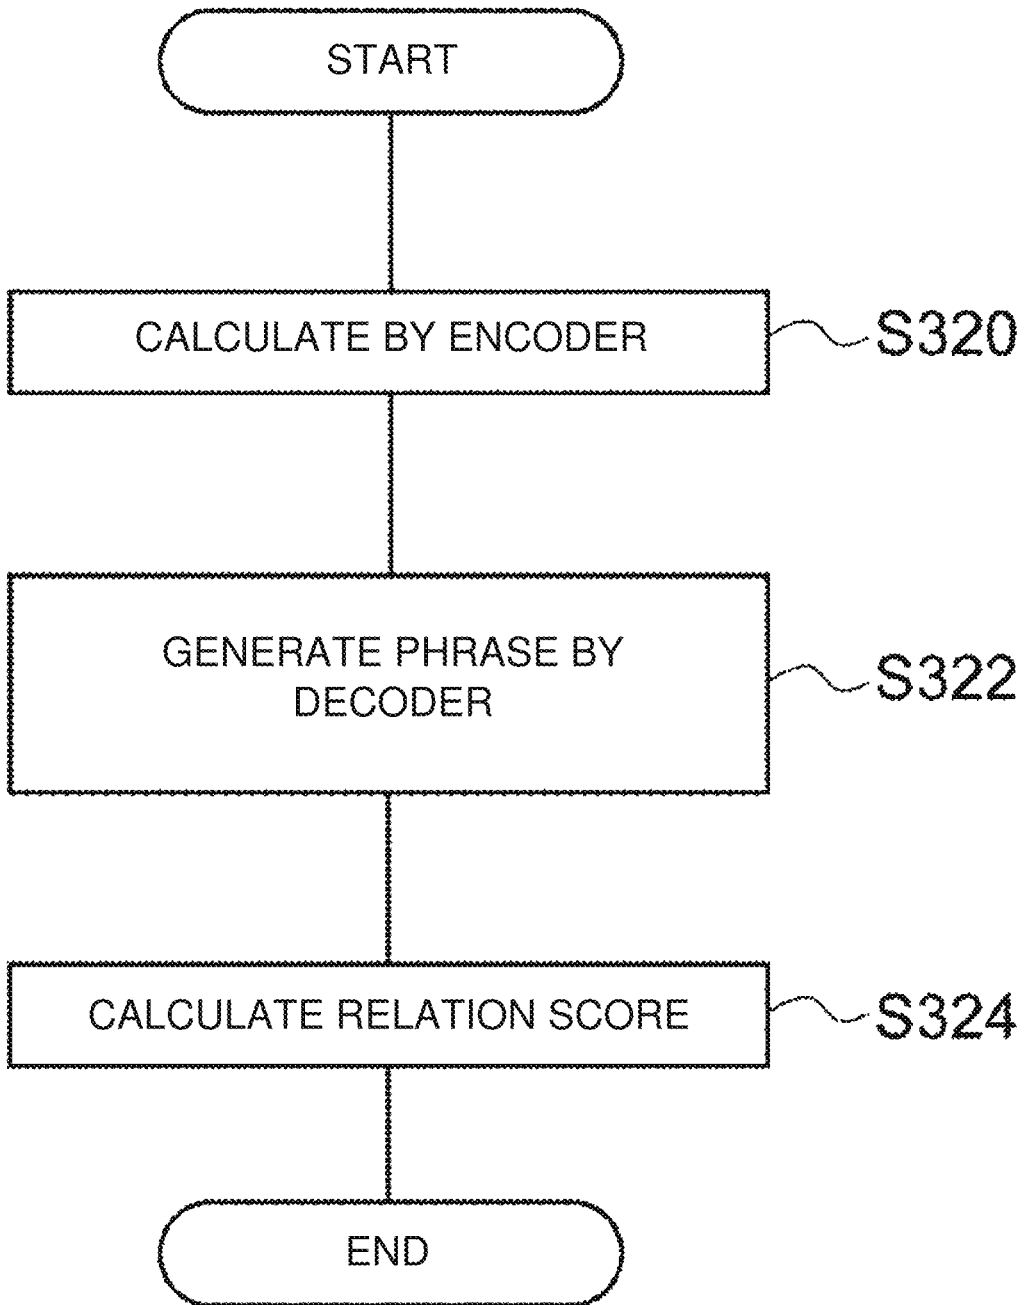 START
CALCULATE BY ENCODER
S320
GENERATE PHRASE BY
DECODER
S322
CALCULATE RELATION SCORE
S324
END